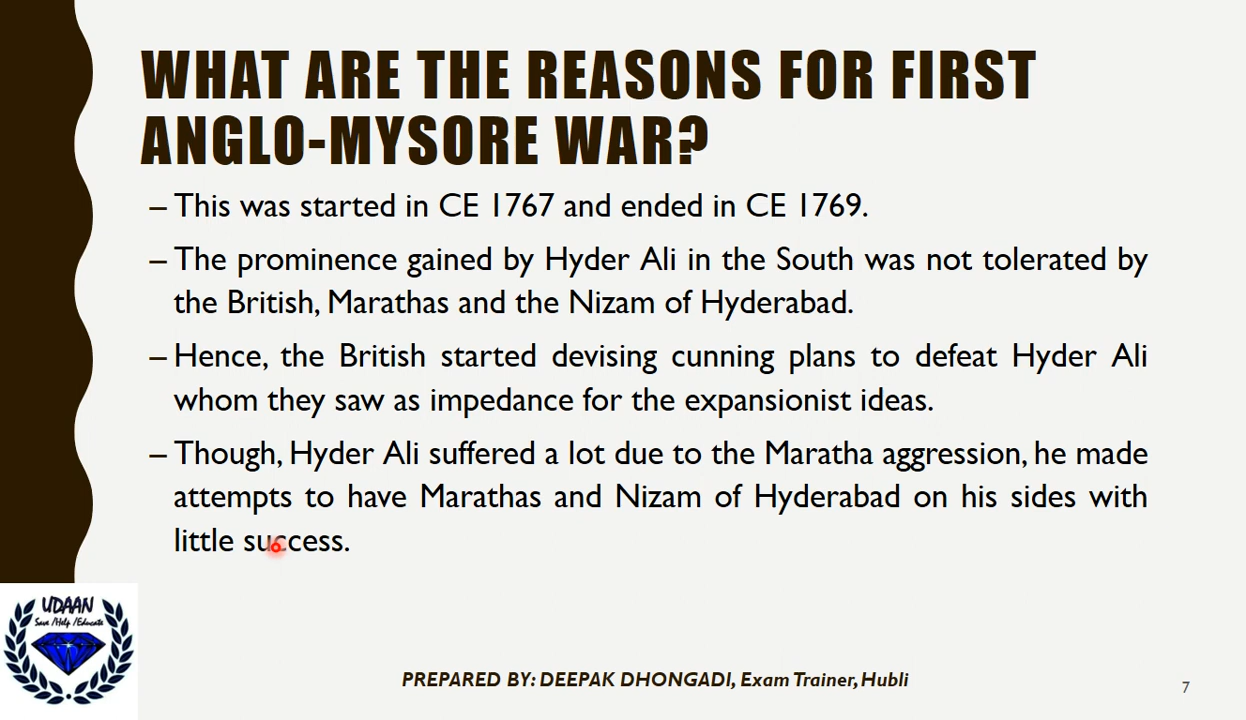 WHAT ARE THE REASONS FOR FIRST
ANGLO-MYSORE WAR?
– This was started in CE 1767 and ended in CE 1769.
– The prominence gained by Hyder Ali in the South was not tolerated by
the British, Marathas and the Nizam of Hyderabad.
– Hence, the British started devising cunning plans to defeat Hyder Ali
whom they saw as impedance for the expansionist ideas.
– Though, Hyder Ali suffered a lot due to the Maratha aggression, he made
attempts to have Marathas and Nizam of Hyderabad on his sides with
little success.
UDAAN
Save /Help /Educate
PREPARED BY: DEEPAK DHONGADI, Exam Trainer, Hubli
7